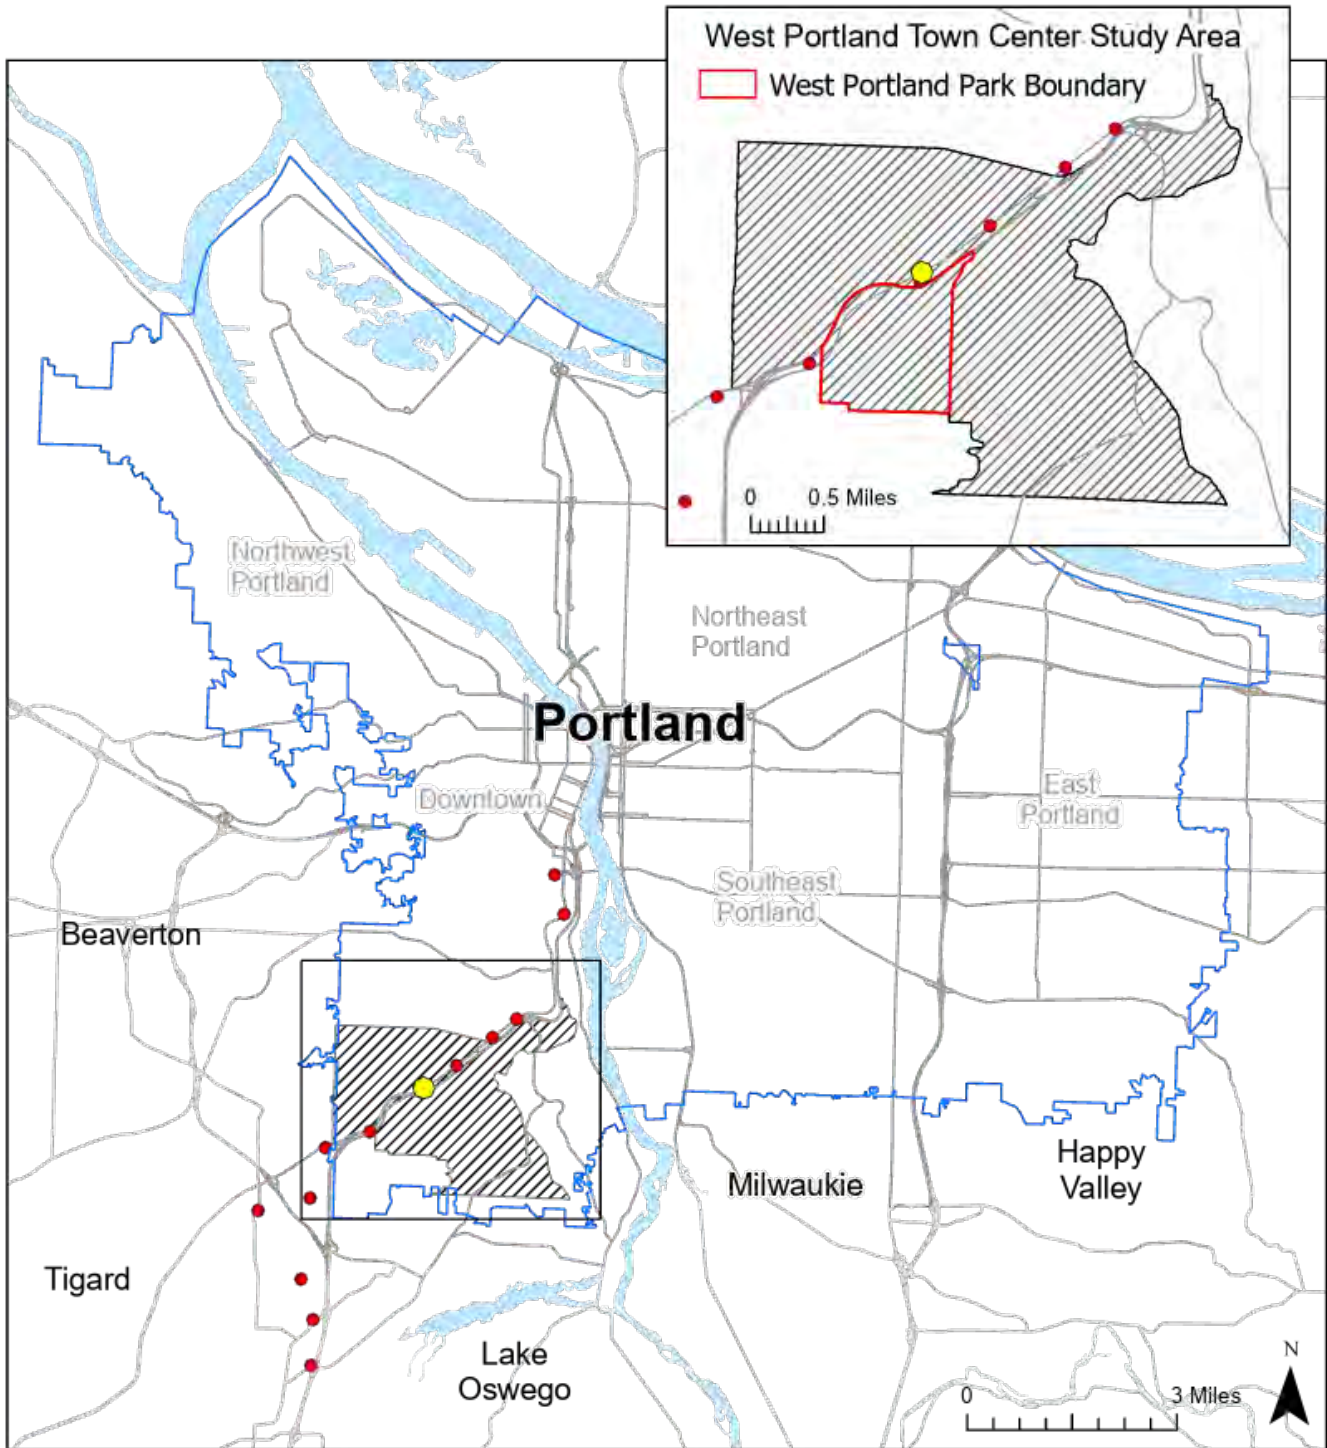 West Portland Town Center Study Area
West Portland Park Boundary
0 0.5 Miles
Northwest
Portland
Northeast
Portland
Portland
Downtown
East
Portland
Southeast
Portland
Beaverton
Happy
Valley
Milwaukie
Tigard
Lake
Oswego
N
0 3 Miles